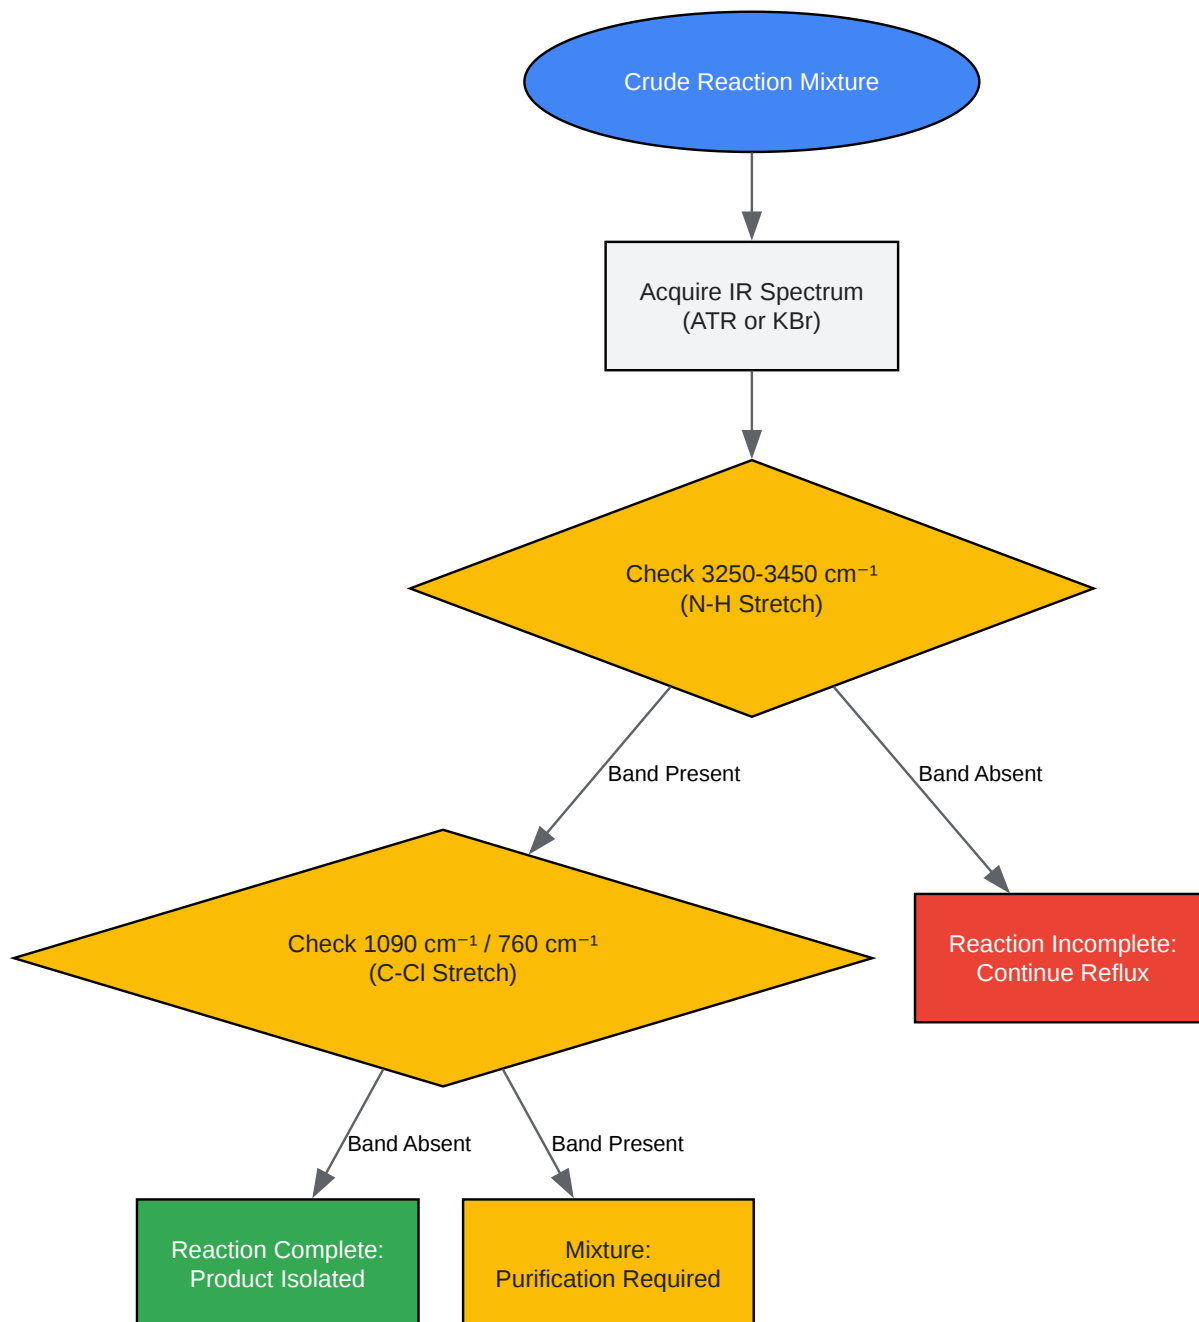 Crude Reaction Mixture
Acquire IR Spectrum
(ATR or KBr)
Check 3250-3450 cm⁻¹
(N-H Stretch)
Band Present
Band Absent
Check 1090 cm⁻¹ / 760 cm⁻¹
(C-Cl Stretch)
Reaction Incomplete:
Continue Reflux
Band Absent
Band Present
Reaction Complete:
Product Isolated
Mixture:
Purification Required